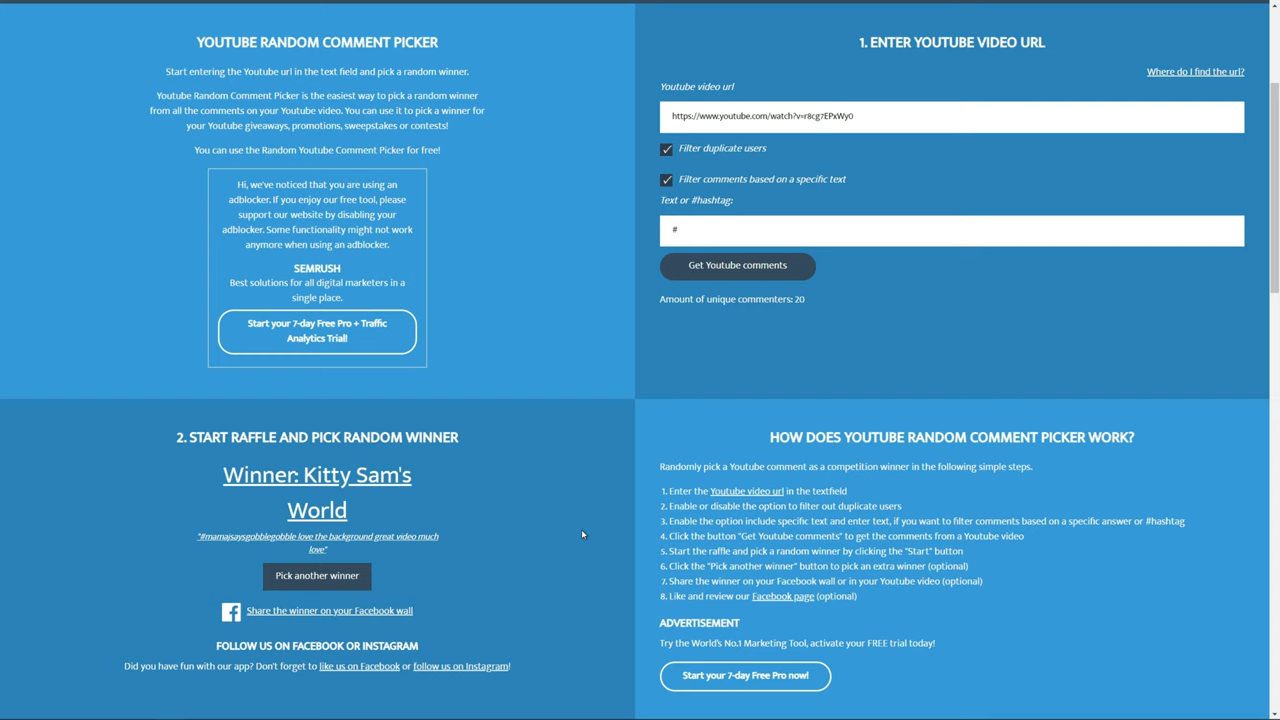 YOUTUBE RANDOM COMMENT PICKER
Start entering the Youtube url in the text field and pick a random winner.
Youtube Random Comment Picker is the easiest way to pick a random winner
from all the comments on your Youtube video. You can use it to pick a winner for
your Youtube giveaways, promotions, sweepstakes or contests!
You can use the Random Youtube Comment Picker for free!
Hi, we've noticed that you are using an
adblocker. If you enjoy our free tool, please
support our website by disabling your
adblocker. Some functionality might not work
anymore when using an adblocker.
SEMRUSH
Best solutions for all digital marketers in a
single place.
Start your 7-day Free Pro + Traffic
Analytics Trial!
1. ENTER YOUTUBE VIDEO URL
Where do I find the url?
Youtube video url
https://www.youtube.com/watch?v=r8cg7EPxWy0
Filter duplicate users
Filter comments based on a specific text
Text or #hashtag:
#
Get Youtube comments
Amount of unique commenters: 20
2. START RAFFLE AND PICK RANDOM WINNER
Winner: Kitty Sam's
World
"#mamajsaysgobblegobble love the background great video much
love"
Pick another winner
Share the winner on your Facebook wall
FOLLOW US ON FACEBOOK OR INSTAGRAM
Did you have fun with our app? Don't forget to like us on Facebook or follow us on Instagram!
HOW DOES YOUTUBE RANDOM COMMENT PICKER WORK?
Randomly pick a Youtube comment as a competition winner in the following simple steps.
1. Enter the Youtube video url in the textfield
2. Enable or disable the option to filter out duplicate users
3. Enable the option include specific text and enter text, if you want to filter comments based on a specific answer or #hashtag
4. Click the button "Get Youtube comments" to get the comments from a Youtube video
5. Start the raffle and pick a random winner by clicking the "Start" button
6. Click the "Pick another winner" button to pick an extra winner (optional)
7. Share the winner on your Facebook wall or in your Youtube video (optional)
8. Like and review our Facebook page (optional)
ADVERTISEMENT
Try the World's No.1 Marketing Tool, activate your FREE trial today!
Start your 7-day Free Pro now!